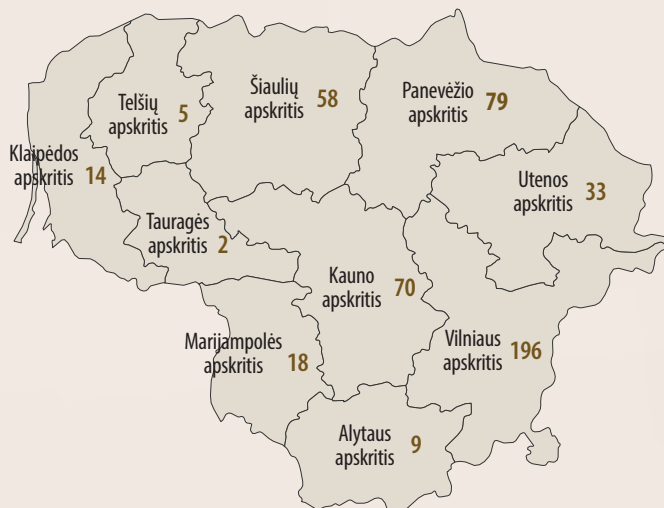 Telšių
apskritis 5
Šiaulių
apskritis 58
Panevėžio
apskritis 79
Klaipėdos
apskritis 14
Utenos
apskritis 33
Tauragės
apskritis 2
Kauno
apskritis 70
Marijampolės
apskritis 18
Vilniaus
apskritis 196
Alytaus
apskritis 9